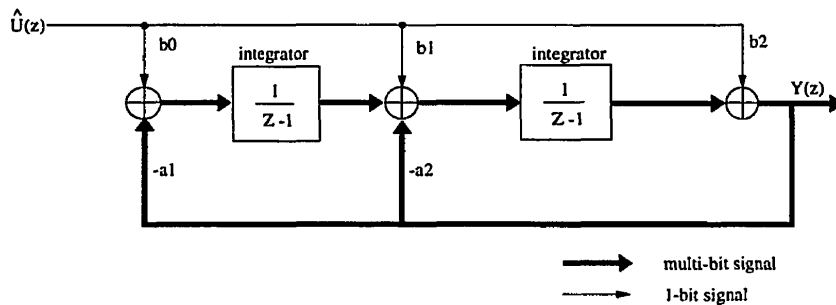 Û(z)
b0
b1
b2
integrator
integrator
Y(z)
1
Z-1
1
Z-1
-a1
-a2
multi-bit signal
1-bit signal